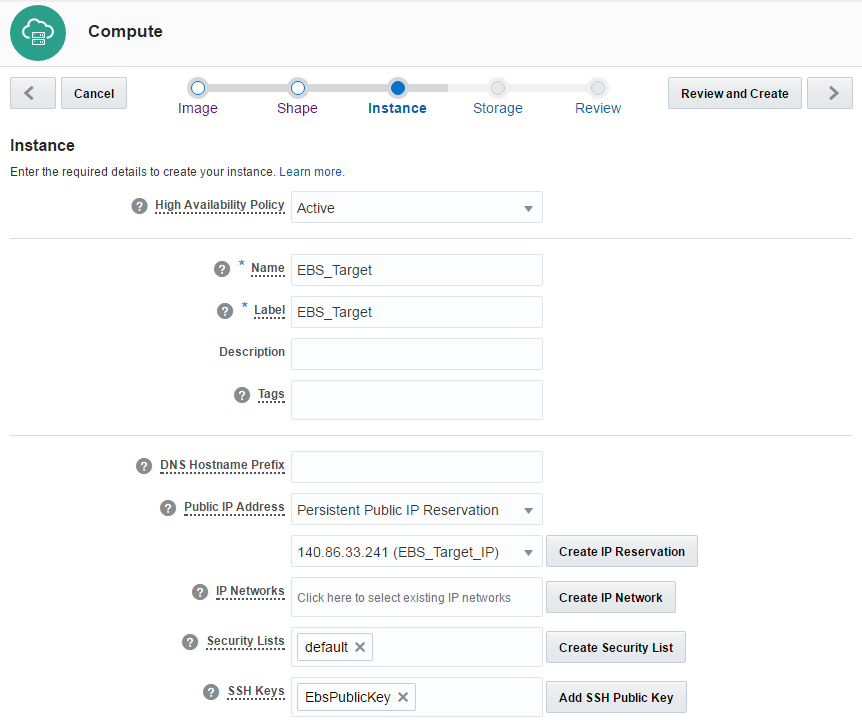 Compute
Cancel
Image Shape Instance Storage Review
Review and Create
Instance
Enter the required details to create your instance. Learn more.
? High Availability Policy Active
? * Name EBS_Target
? * Label EBS_Target
Description
? Tags
? DNS Hostname Prefix
? Public IP Address Persistent Public IP Reservation
140.86.33.241 (EBS_Target_IP) Create IP Reservation
? IP Networks Click here to select existing IP networks Create IP Network
? Security Lists default Create Security List
? SSH Keys EbsPublicKey Add SSH Public Key